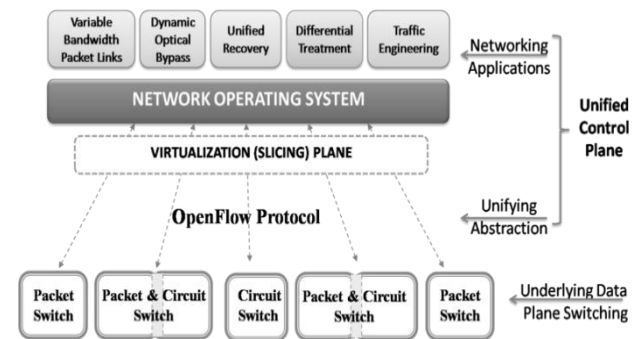 Variable
Bandwidth
Packet Links
Dynamic
Optical
Bypass
Unified
Recovery
Differential
Treatment
Traffic
Engineering
Networking
Applications
NETWORK OPERATING SYSTEM
Unified
Control
Plane
VIRTUALIZATION (SLICING) PLANE
Unifying
Abstraction
OpenFlow Protocol
Packet
Switch
Packet & Circuit
Switch
Circuit
Switch
Packet & Circuit
Switch
Packet
Switch
Underlying Data
Plane Switching